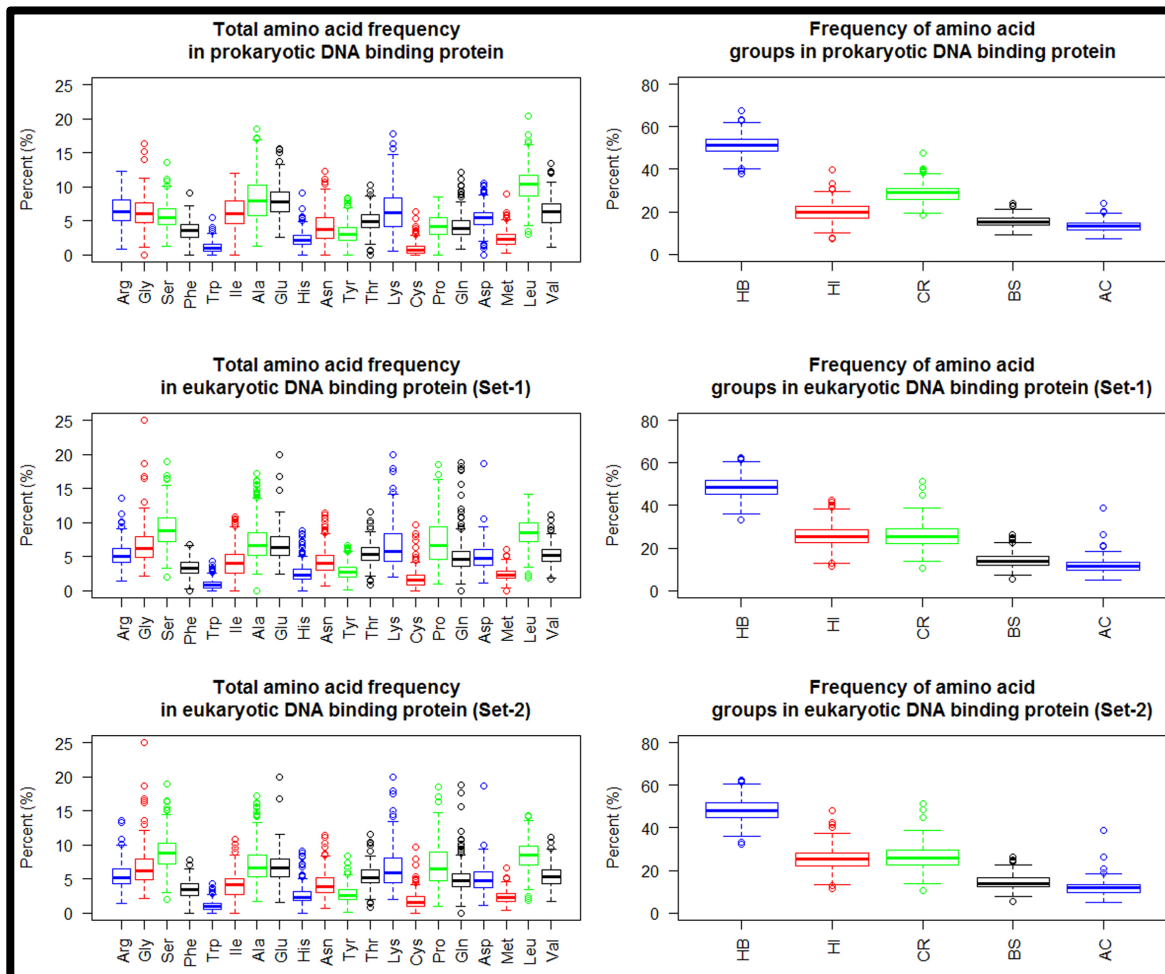 Total amino acid frequency
in prokaryotic DNA binding protein
Percent (%)
25
20
15
10
5
0
Arg Gly Ser Phe Trp Ile Ala Glu His Asn Tyr Thr Lys Cys Pro Gln Asp Met Leu Val
Frequency of amino acid
groups in prokaryotic DNA binding protein
Percent (%)
80
60
40
20
0
HB HI CR BS AC
Total amino acid frequency
in eukaryotic DNA binding protein (Set-1)
Percent (%)
25
20
15
10
5
0
Arg Gly Ser Phe Trp Ile Ala Glu His Asn Tyr Thr Lys Cys Pro Gln Asp Met Leu Val
Frequency of amino acid
groups in eukaryotic DNA binding protein (Set-1)
Percent (%)
80
60
40
20
0
HB HI CR BS AC
Total amino acid frequency
in eukaryotic DNA binding protein (Set-2)
Percent (%)
25
20
15
10
5
0
Arg Gly Ser Phe Trp Ile Ala Glu His Asn Tyr Thr Lys Cys Pro Gln Asp Met Leu Val
Frequency of amino acid
groups in eukaryotic DNA binding protein (Set-2)
Percent (%)
80
60
40
20
0
HB HI CR BS AC